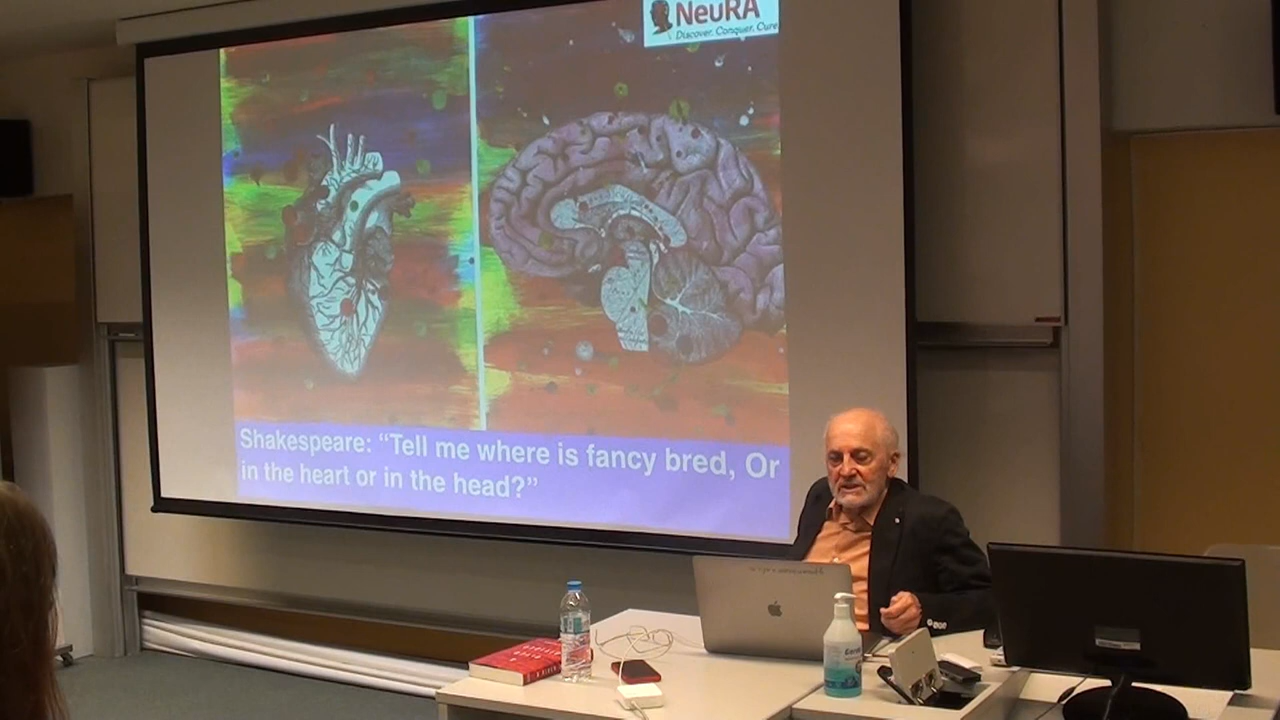 NeuRA
Discover. Conquer. Cure
Shakespeare: “Tell me where is fancy bred, Or
in the heart or in the head?”